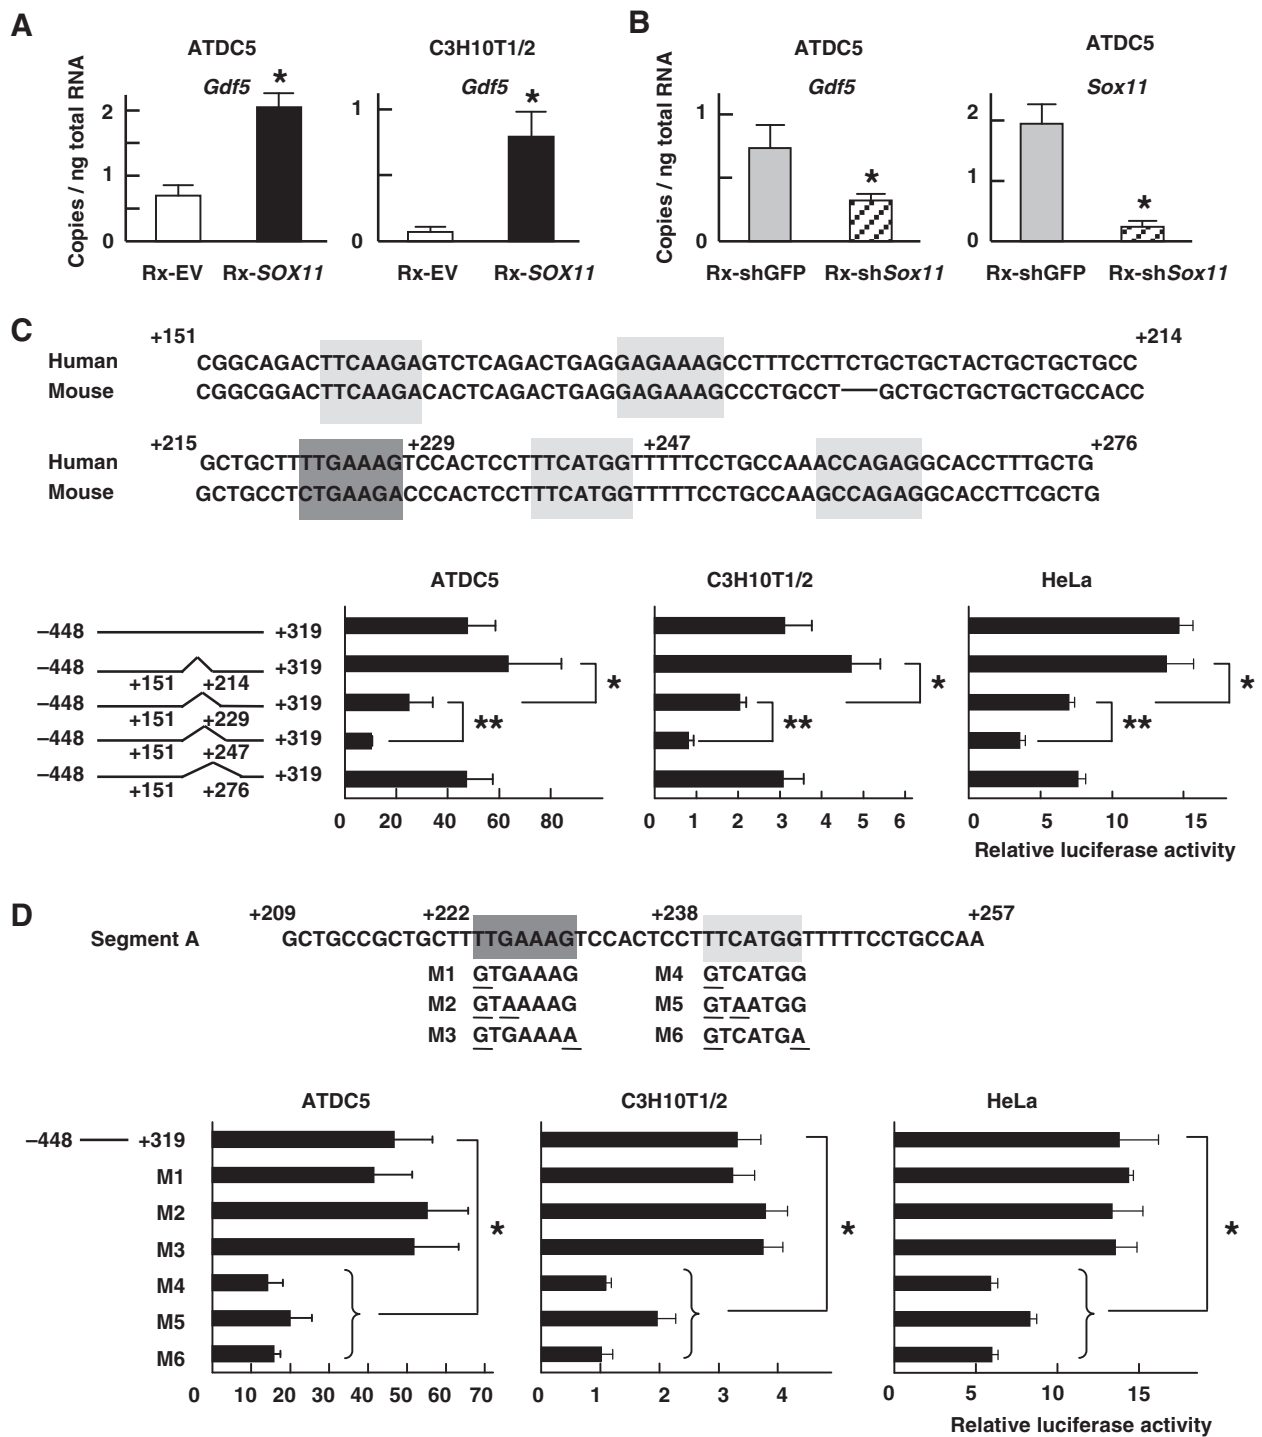 A
B
ATDC5
C3H10T1/2
ATDC5
ATDC5
Gdf5
Gdf5
Gdf5
Sox11
Copies / ng total RNA
Copies / ng total RNA
*
*
*
*
2
1
0
1
0
1
0
2
1
0
Rx-EV Rx-SOX11
Rx-EV Rx-SOX11
Rx-shGFP Rx-shSox11
Rx-shGFP Rx-shSox11
C
+151 +214
Human CGGCAGACTTCAAGAGTCTCAGACTGAGGAGAAAGCCTTTCCTTCTGCTGCTACTGCTGCTGCC
Mouse CGGCGGACTTCAAGACACTCAGACTGAGGAGAAAGCCCTGCCT—GCTGCTGCTGCTGCCACC
+215 +229 +247 +276
Human GCTGCTTTTGAAAGTCCACTCCTTTCATGGTTTTTCCTGCCAAACCAGAGGCACCTTTGCTG
Mouse GCTGCCTCTGAAGACCCACTCCTTTCATGGTTTTTCCTGCCAAGCCAGAGGCACCTTCGCTG
ATDC5
C3H10T1/2
HeLa
–448 +319
–448 +319
+151 +214
–448 +319
+151 +229
–448 +319
+151 +247
–448 +319
+151 +276
*
**
*
**
*
**
0 20 40 60 80
0 1 2 3 4 5 6
0 5 10 15
Relative luciferase activity
D
+209 +222 +238 +257
Segment A GCTGCCGCTGCTTTTGAAAGTCCACTCCTTTCATGGTTTTTCCTGCCAA
M1 GTGAAAG M4 GTCATGG
M2 GTAAAAG M5 GTAATGG
M3 GTGAAAA M6 GTCATGA
ATDC5
C3H10T1/2
HeLa
–448 +319
M1
M2
M3
M4
M5
M6
*
*
*
0 10 20 30 40 50 60 70
0 1 2 3 4
0 5 10 15
Relative luciferase activity